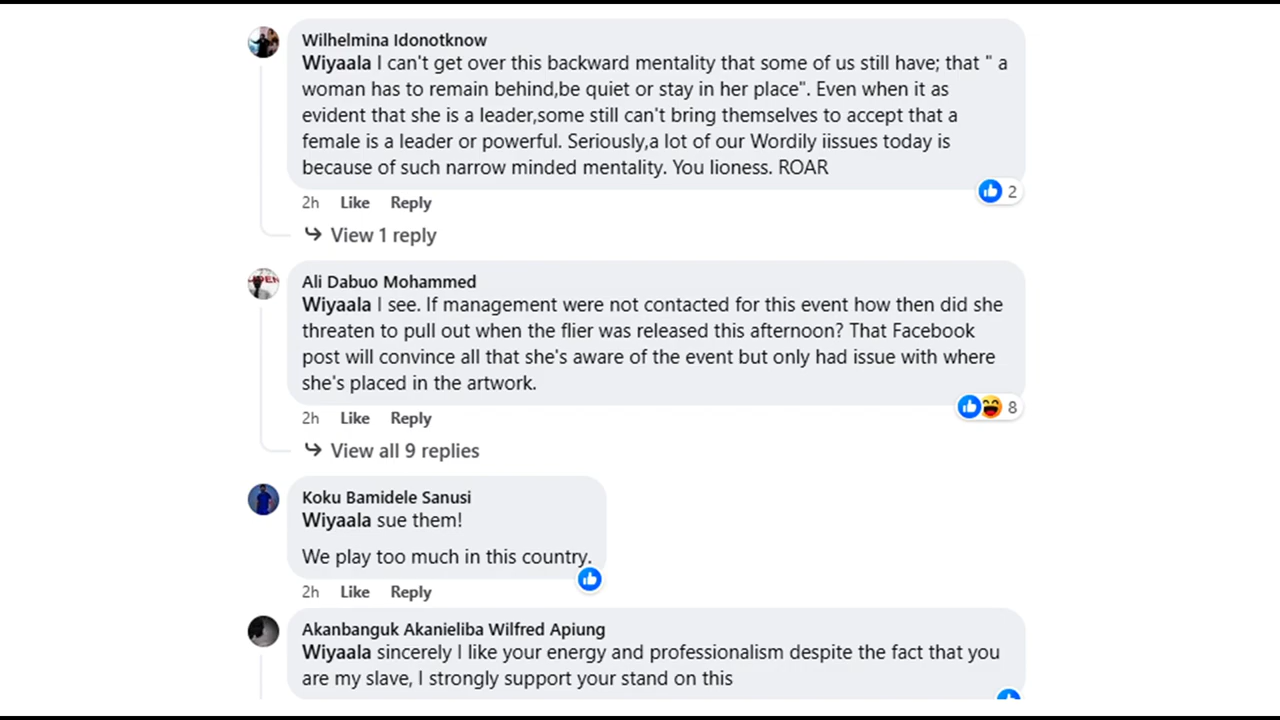 Wilhelmina Idonotknow
Wiyaala I can't get over this backward mentality that some of us still have; that " a
woman has to remain behind,be quiet or stay in her place". Even when it as
evident that she is a leader,some still can't bring themselves to accept that a
female is a leader or powerful. Seriously,a lot of our Wordily iissues today is
because of such narrow minded mentality. You lioness. ROAR
2
2h Like Reply
View 1 reply
Ali Dabuo Mohammed
Wiyaala I see. If management were not contacted for this event how then did she
threaten to pull out when the flier was released this afternoon? That Facebook
post will convince all that she's aware of the event but only had issue with where
she's placed in the artwork.
8
2h Like Reply
View all 9 replies
Koku Bamidele Sanusi
Wiyaala sue them!
We play too much in this country.
2h Like Reply
Akanbanguk Akanieliba Wilfred Apiung
Wiyaala sincerely I like your energy and professionalism despite the fact that you
are my slave, I strongly support your stand on this